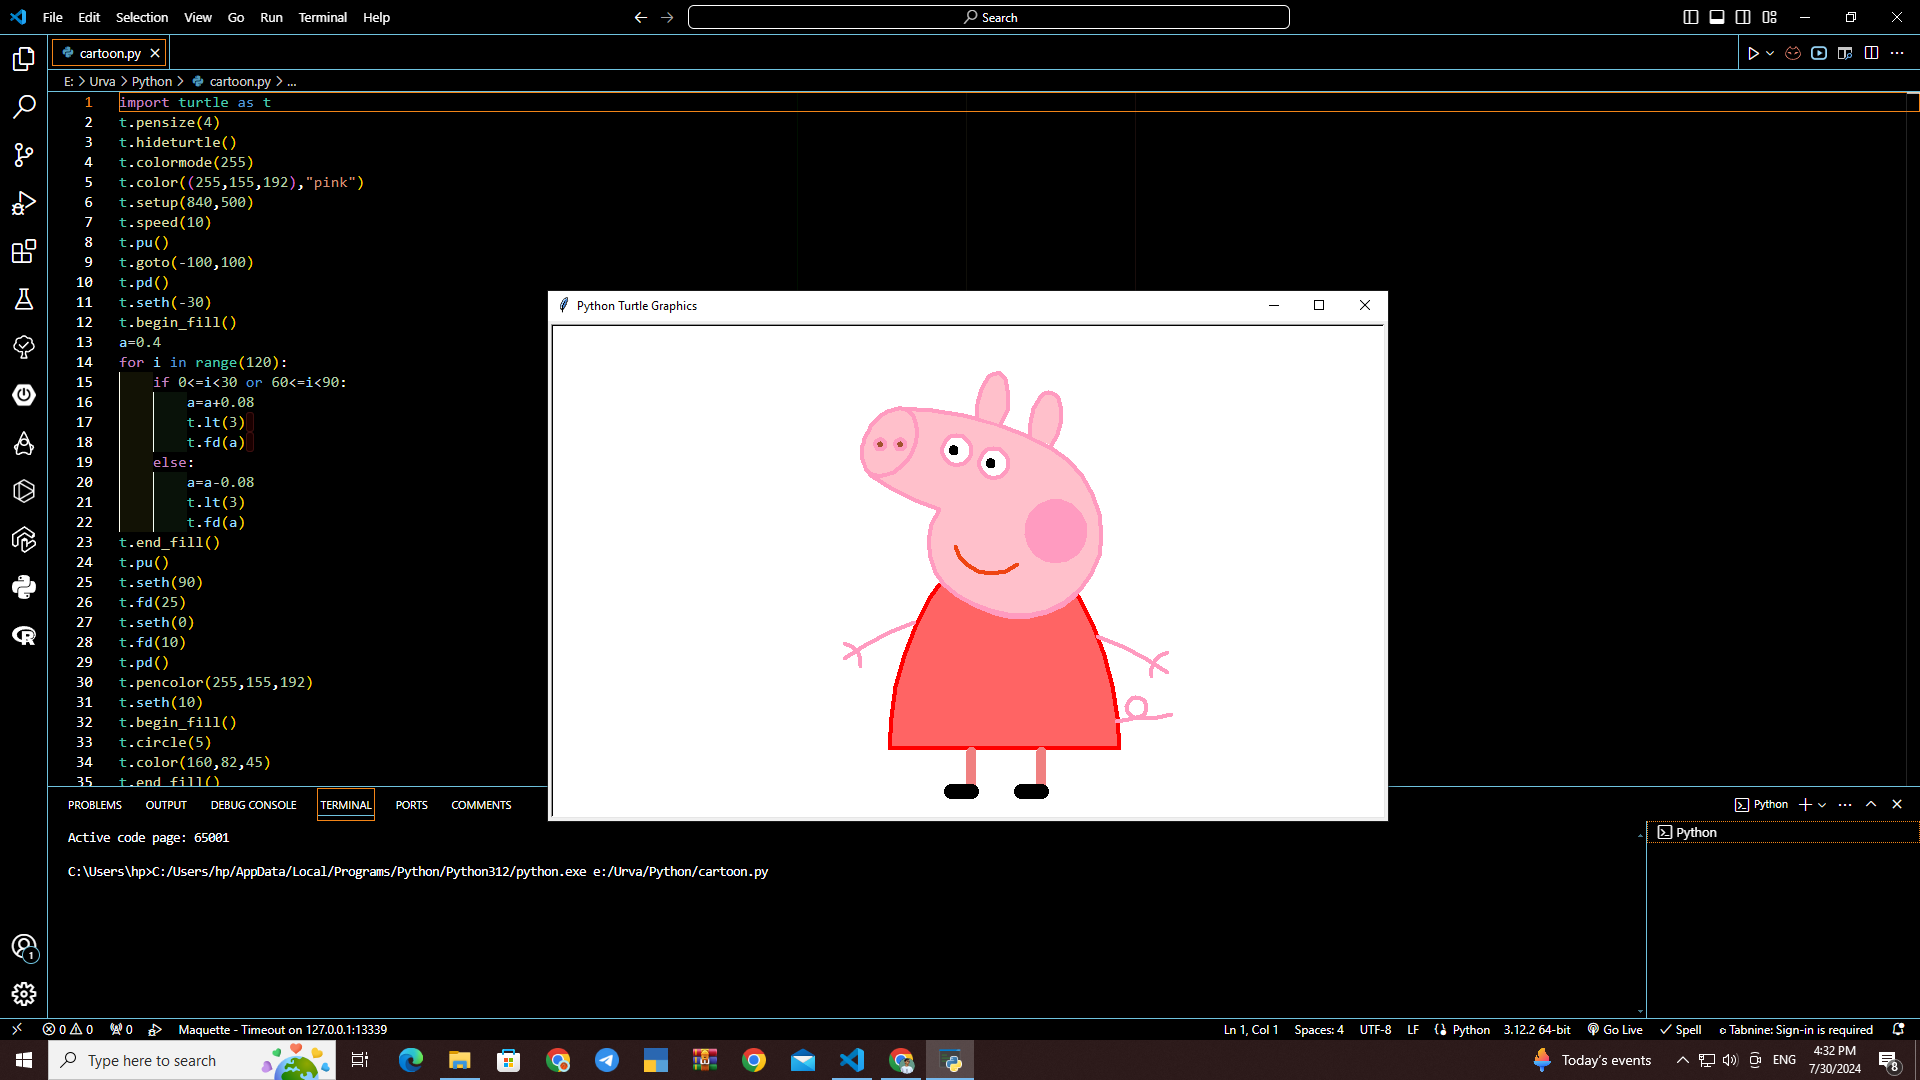 File Edit Selection View Go Run Terminal Help
Search
cartoon.py
E: > Urva > Python > cartoon.py > ...
1 import turtle as t
2 t.pensize(4)
3 t.hideturtle()
4 t.colormode(255)
5 t.color((255,155,192),"pink")
6 t.setup(840,500)
7 t.speed(10)
8 t.pu()
9 t.goto(-100,100)
10 t.pd()
11 t.seth(-30)
12 t.begin_fill()
13 a=0.4
14 for i in range(120):
15 if 0<=i<30 or 60<=i<90:
16 a=a+0.08
17 t.lt(3)
18 t.fd(a)
19 else:
20 a=a-0.08
21 t.lt(3)
22 t.fd(a)
23 t.end_fill()
24 t.pu()
25 t.seth(90)
26 t.fd(25)
27 t.seth(0)
28 t.fd(10)
29 t.pd()
30 t.pencolor(255,155,192)
31 t.seth(10)
32 t.begin_fill()
33 t.circle(5)
34 t.color(160,82,45)
35 t.end_fill()
Python Turtle Graphics
PROBLEMS OUTPUT DEBUG CONSOLE TERMINAL PORTS COMMENTS
Python
Python
Active code page: 65001
C:\Users\hp>C:/Users/hp/AppData/Local/Programs/Python/Python312/python.exe e:/Urva/Python/cartoon.py
1
0 0 0 Maquette - Timeout on 127.0.0.1:13339
Ln 1, Col 1 Spaces: 4 UTF-8 LF Python 3.12.2 64-bit Go Live Spell Tabnine: Sign-in is required
Type here to search
Today's events
ENG
4:32 PM
7/30/2024
8